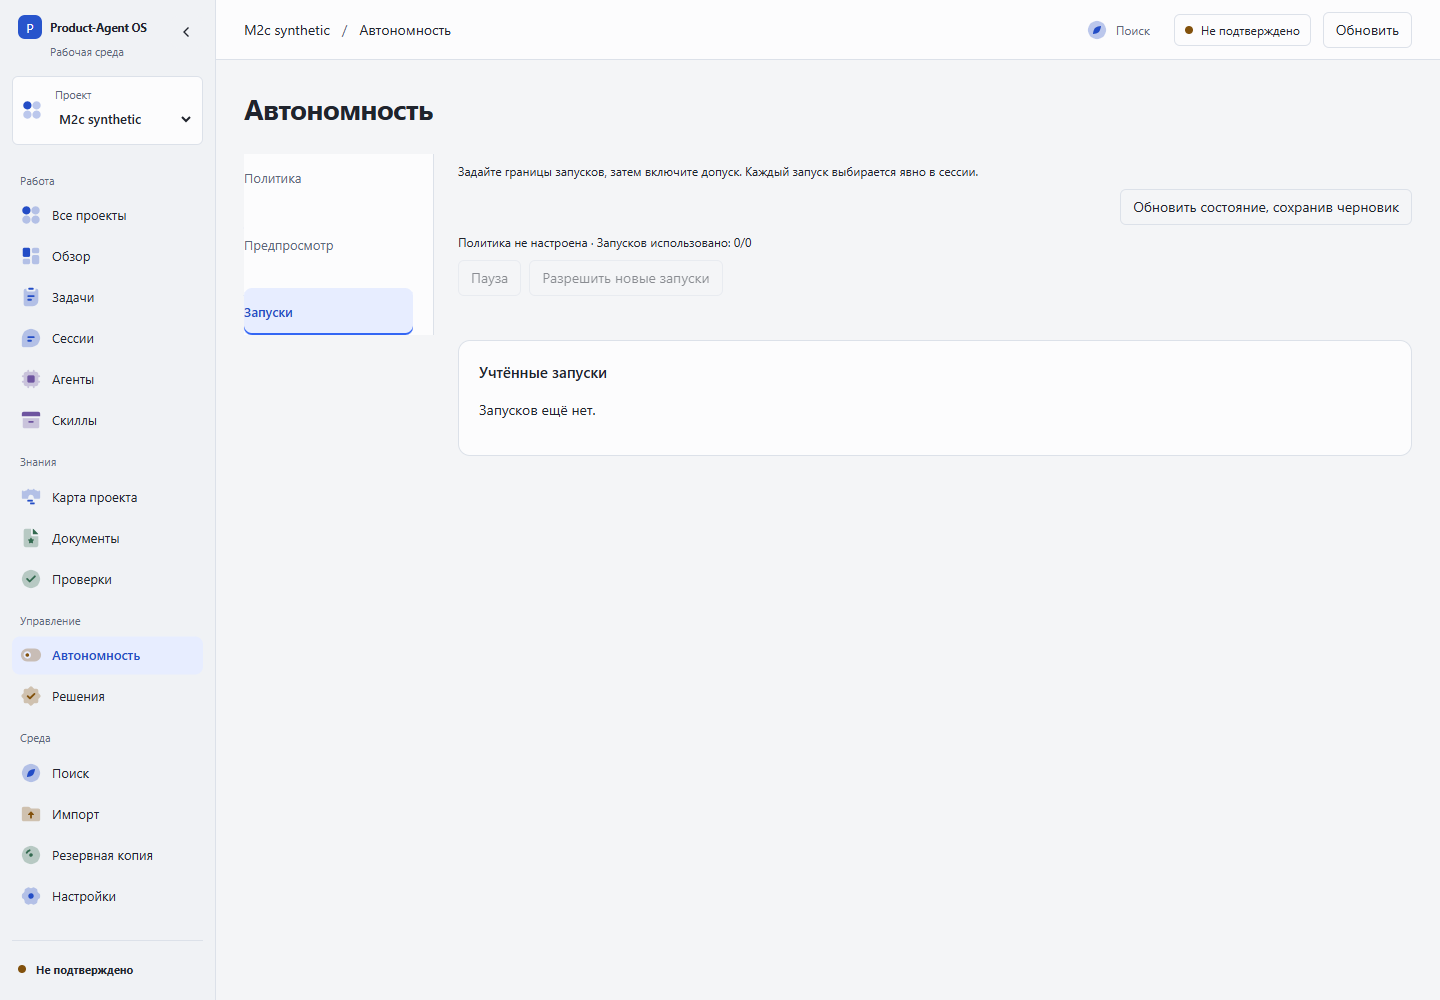 P
Product-Agent OS
Рабочая среда
Проект
M2c synthetic
Работа
Все проекты
Обзор
Задачи
Сессии
Агенты
Скиллы
Знания
Карта проекта
Документы
Проверки
Управление
Автономность
Решения
Среда
Поиск
Импорт
Резервная копия
Настройки
Не подтверждено
M2c synthetic / Автономность
Поиск
Не подтверждено
Обновить
Автономность
Политика
Предпросмотр
Запуски
Задайте границы запусков, затем включите допуск. Каждый запуск выбирается явно в сессии.
Обновить состояние, сохранив черновик
Политика не настроена · Запусков использовано: 0/0
Пауза
Разрешить новые запуски
Учтённые запуски
Запусков ещё нет.